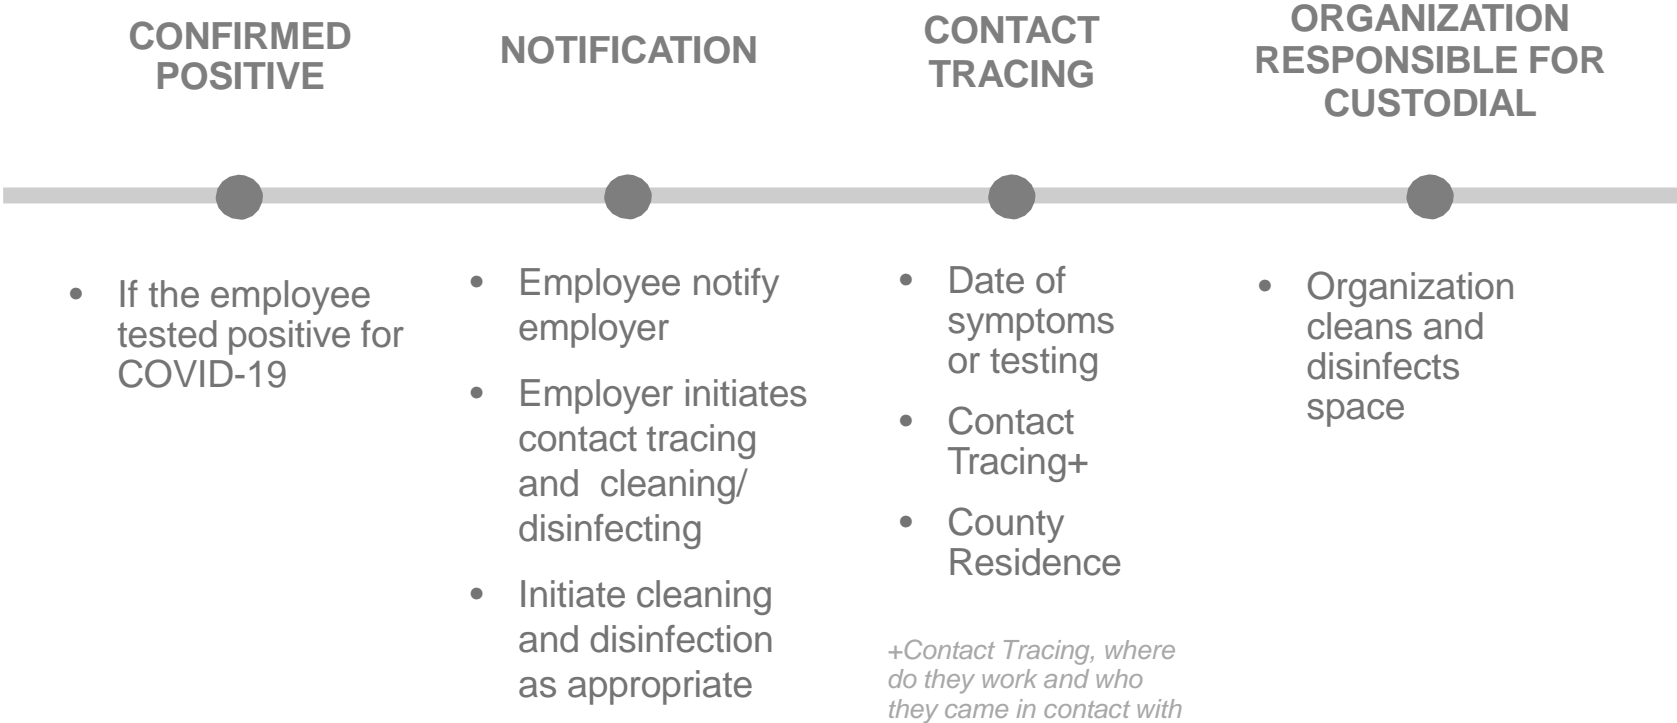 CONFIRMED
POSITIVE
• If the employee
tested positive for
COVID-19
NOTIFICATION
• Employee notify
employer
• Employer initiates
contact tracing
and cleaning/
disinfecting
• Initiate cleaning
and disinfection
as appropriate
CONTACT
TRACING
• Date of
symptoms
or testing
• Contact
Tracing+
• County
Residence
+Contact Tracing, where
do they work and who
they came in contact with
ORGANIZATION
RESPONSIBLE FOR
CUSTODIAL
• Organization
cleans and
disinfects
space